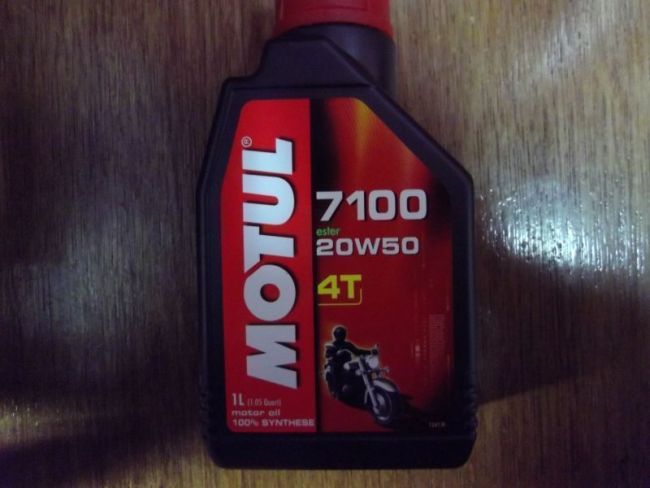 MOTUL®
7100
ester
20W50
4T
1L (1.05 Quart)
motor oil
100% SYNTHESE